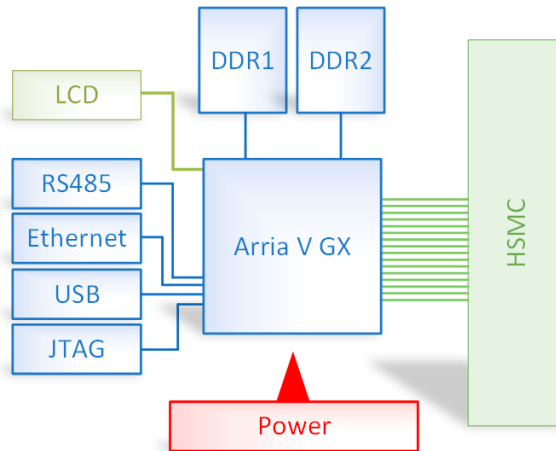 DDR1
DDR2
LCD
RS485
Ethernet
USB
JTAG
Arria V GX
HSMC
Power